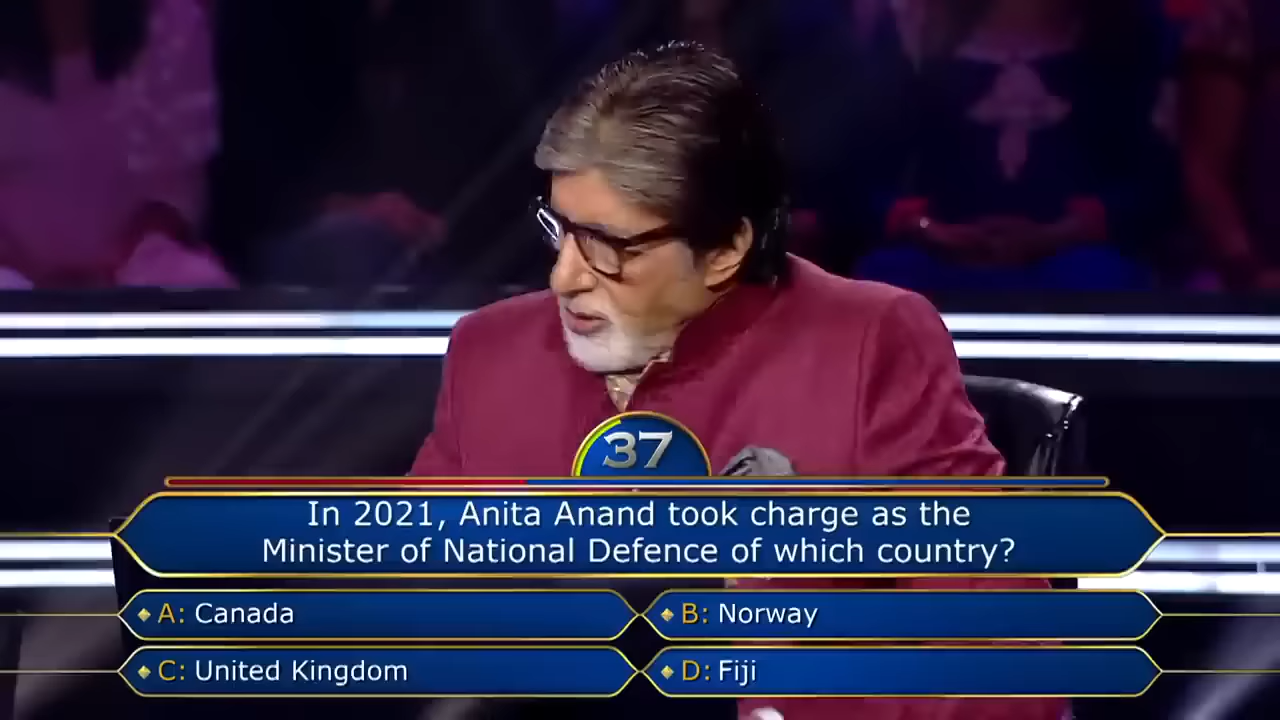 37
In 2021, Anita Anand took charge as the
Minister of National Defence of which country?
A: Canada
B: Norway
C: United Kingdom
D: Fiji